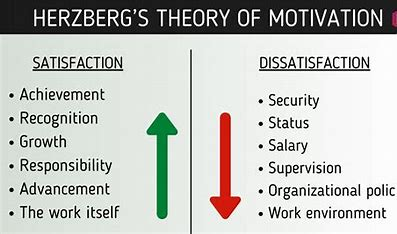 HERZBERG'S THEORY OF MOTIVATION
SATISFACTION
• Achievement
• Recognition
• Growth
• Responsibility
• Advancement
• The work itself
DISSATISFACTION
• Security
• Status
• Salary
• Supervision
• Organizational polic
• Work environment